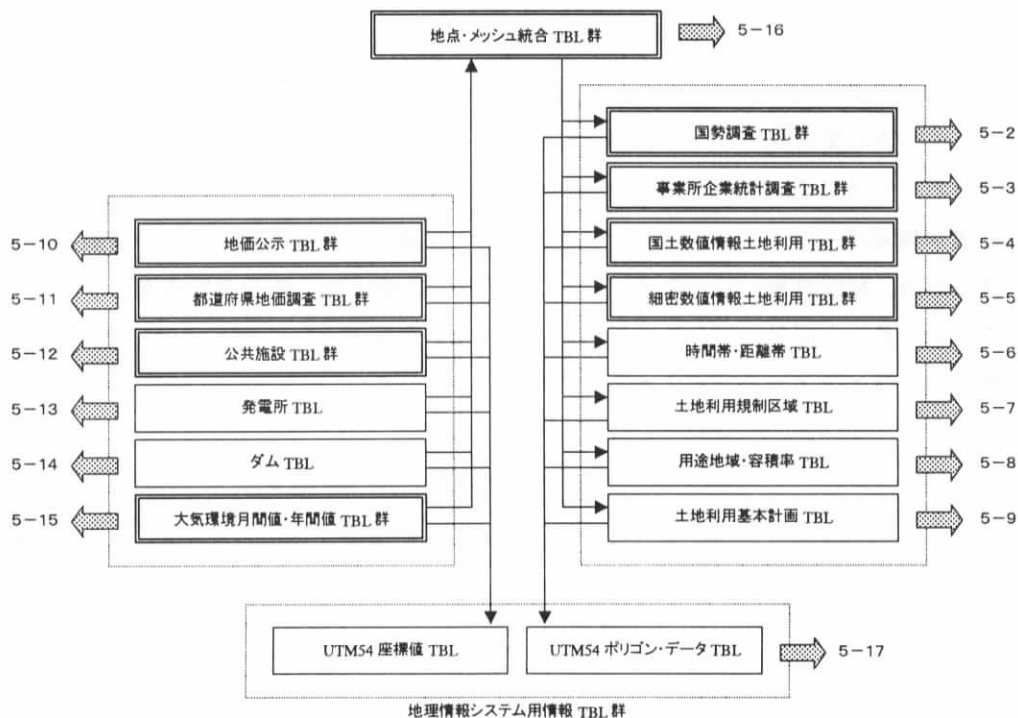 地点・メッシュ統合 TBL 群
5-16
国勢調査 TBL 群
5-2
事業所企業統計調査 TBL 群
5-3
国土数値情報土地利用 TBL 群
5-4
細密数値情報土地利用 TBL 群
5-5
時間帯・距離帯 TBL
5-6
土地利用規制区域 TBL
5-7
用途地域・容積率 TBL
5-8
土地利用基本計画 TBL
5-9
5-10
地価公示 TBL 群
5-11
都道府県地価調査 TBL 群
5-12
公共施設 TBL 群
5-13
発電所 TBL
5-14
ダム TBL
5-15
大気環境月間値・年間値 TBL 群
UTM54 座標値 TBL
UTM54 ポリゴン・データ TBL
5-17
地理情報システム用情報 TBL 群